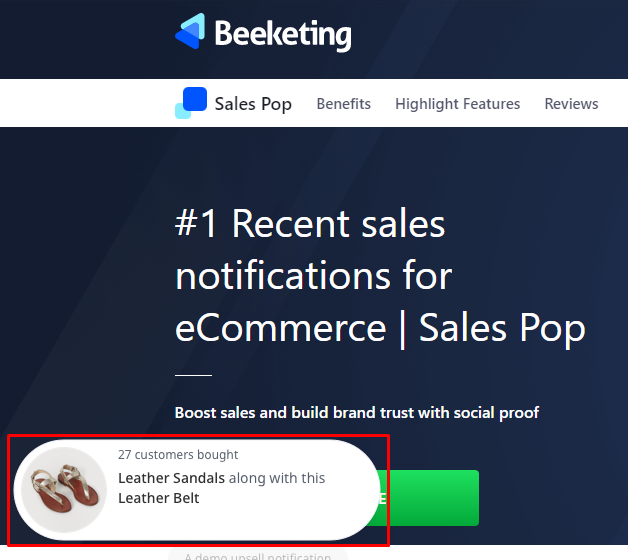 Beeketing
Sales Pop Benefits Highlight Features Reviews
#1 Recent sales
notifications for
eCommerce | Sales Pop
Boost sales and build brand trust with social proof
27 customers bought
Leather Sandals along with this
Leather Belt
E
A demo upsell notification